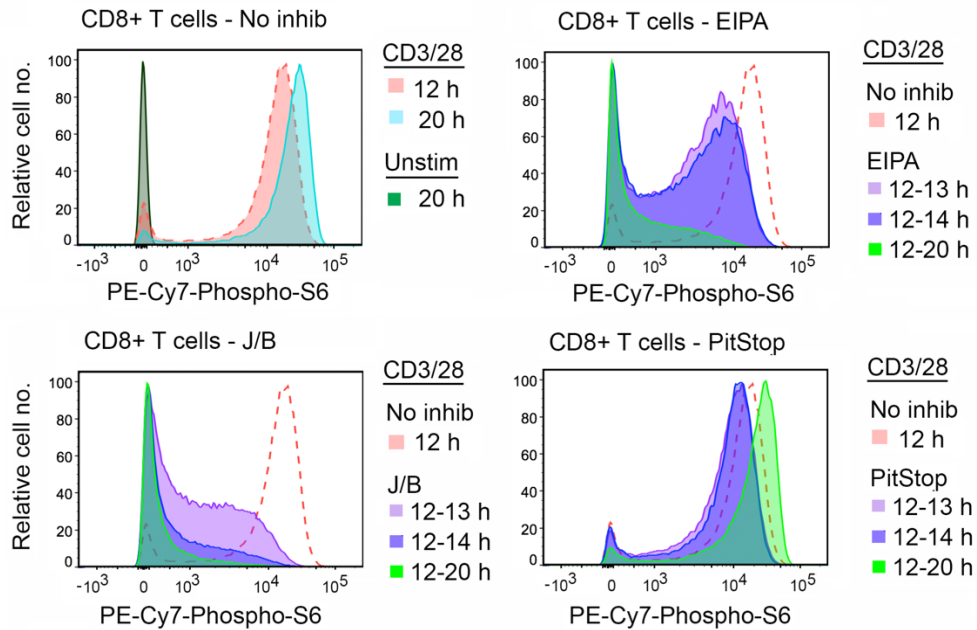 CD8+ T cells - No inhib
Relative cell no.
100
80
60
40
20
0
-10³
0
10³
10⁴
10⁵
PE-Cy7-Phospho-S6
CD3/28
12 h
20 h
Unstim
20 h
CD8+ T cells - EIPA
100
80
60
40
20
0
-10³
0
10³
10⁴
10⁵
PE-Cy7-Phospho-S6
CD3/28
No inhib
12 h
EIPA
12-13 h
12-14 h
12-20 h
CD8+ T cells - J/B
Relative cell no.
100
80
60
40
20
0
-10³
0
10³
10⁴
10⁵
PE-Cy7-Phospho-S6
CD3/28
No inhib
12 h
J/B
12-13 h
12-14 h
12-20 h
CD8+ T cells - PitStop
100
80
60
40
20
0
-10³
0
10³
10⁴
10⁵
PE-Cy7-Phospho-S6
CD3/28
No inhib
12 h
PitStop
12-13 h
12-14 h
12-20 h